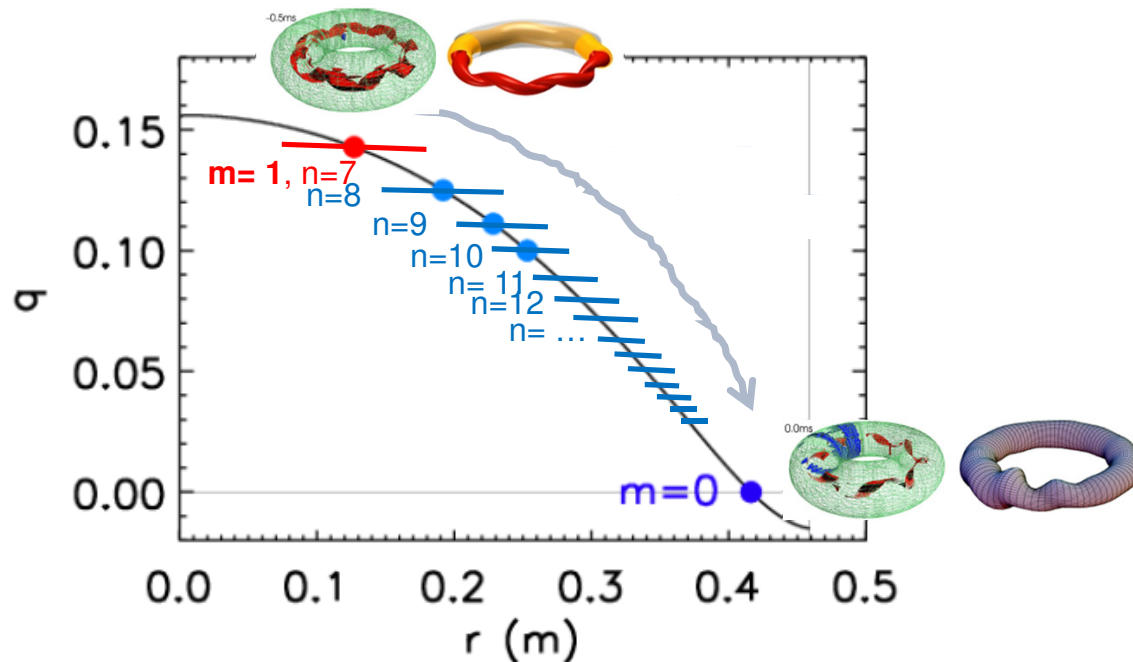 -0.5ms
0.15
m= 1, n=7
n=8
n=9
0.10
n=10
n= 11
n=12
q
n= ...
0.05
0.0ms
0.00
m=0
0.0 0.1 0.2 0.3 0.4 0.5
r (m)